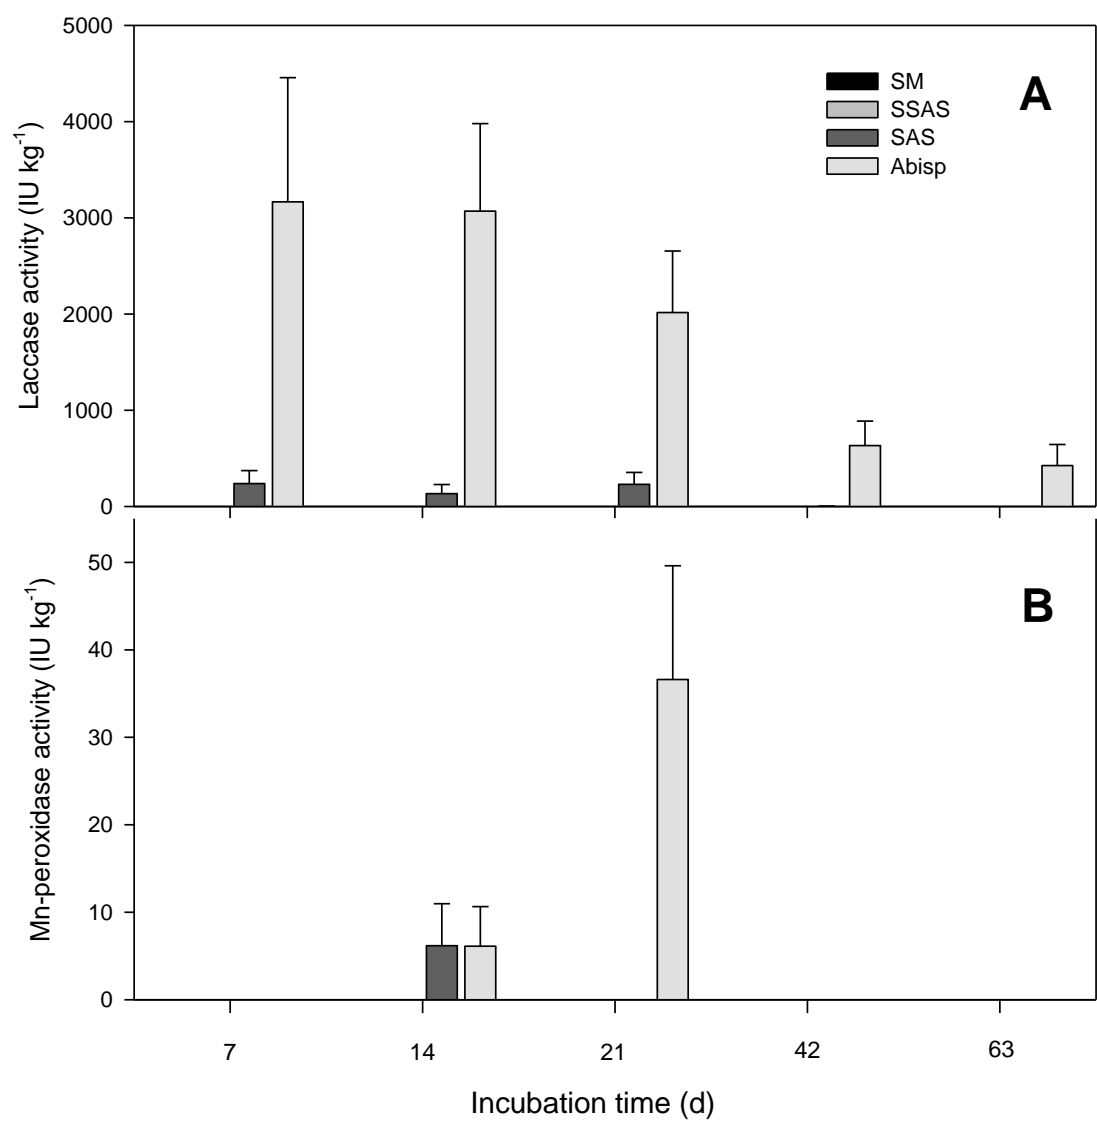 5000
4000
3000
2000
1000
0
Laccase activity (IU kg⁻¹)
SM
SSAS
SAS
Abisp
A
50
40
30
20
10
0
Mn-peroxidase activity (IU kg⁻¹)
B
7 14 21 42 63
Incubation time (d)